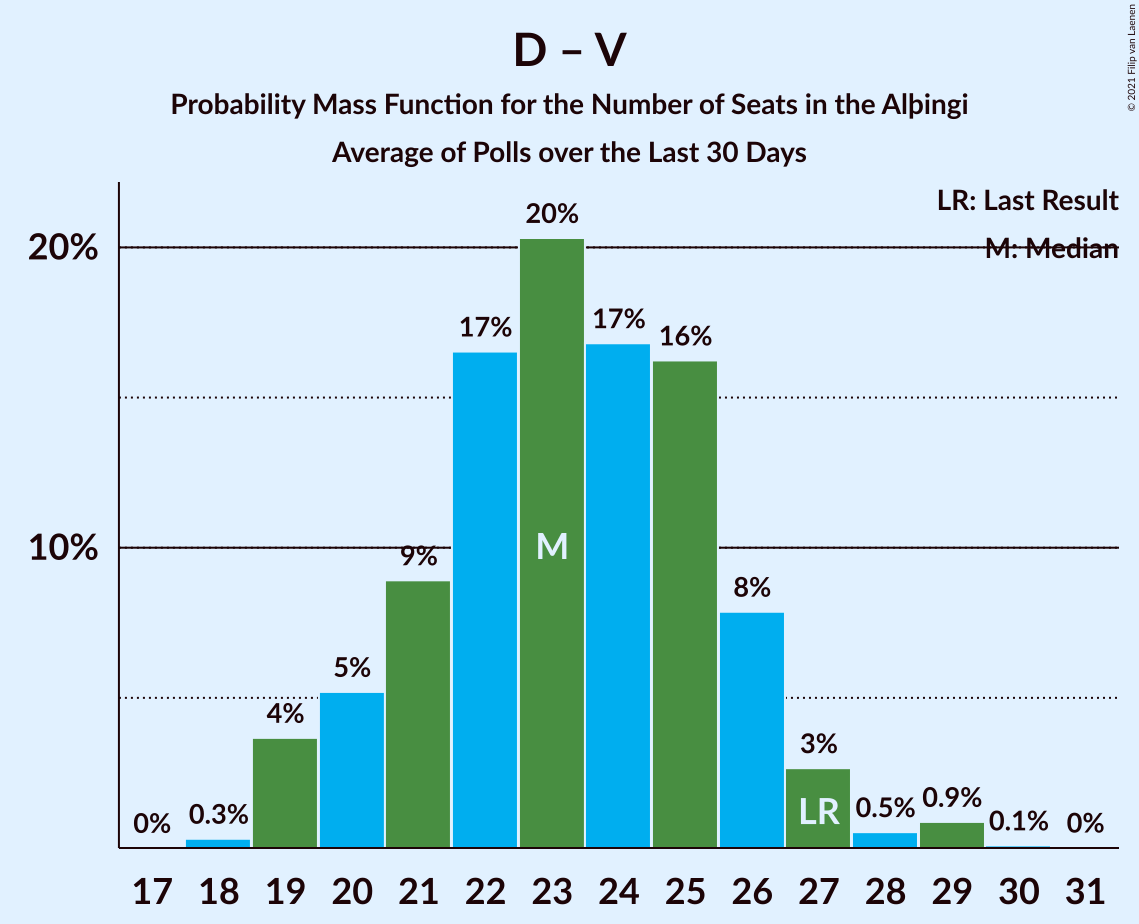 D – V
Probability Mass Function for the Number of Seats in the Alþingi
Average of Polls over the Last 30 Days
© 2021 Filip van Laenen
LR: Last Result
M: Median
20%
10%
0%
0.3%
4%
5%
9%
17%
20%
17%
16%
8%
3%
0.5%
0.9%
0.1%
0%
M
LR
17 18 19 20 21 22 23 24 25 26 27 28 29 30 31